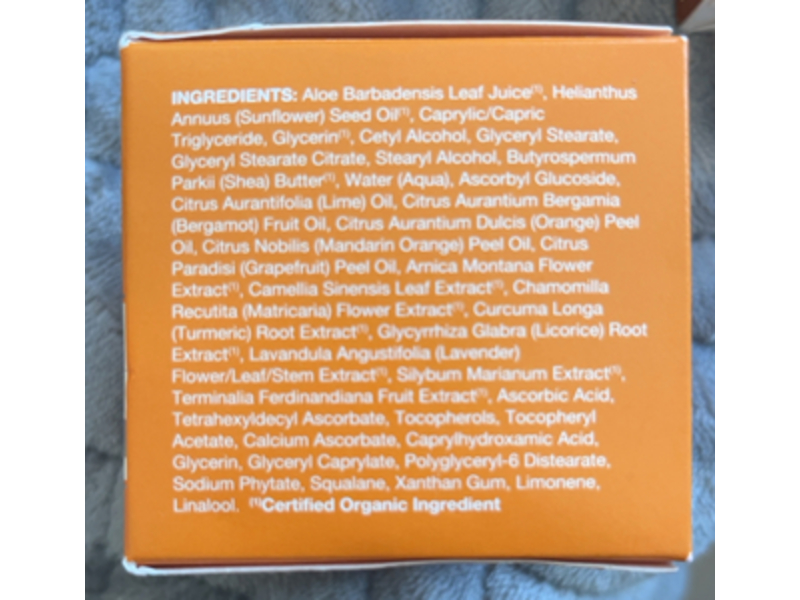 INGREDIENTS: Aloe Barbadensis Leaf Juice⁽¹⁾, Helianthus
Annuus (Sunflower) Seed Oil⁽¹⁾, Caprylic/Capric
Triglyceride, Glycerin⁽¹⁾, Cetyl Alcohol, Glyceryl Stearate,
Glyceryl Stearate Citrate, Stearyl Alcohol, Butyrospermum
Parkii (Shea) Butter⁽¹⁾, Water (Aqua), Ascorbyl Glucoside,
Citrus Aurantifolia (Lime) Oil, Citrus Aurantium Bergamia
(Bergamot) Fruit Oil, Citrus Aurantium Dulcis (Orange) Peel
Oil, Citrus Nobilis (Mandarin Orange) Peel Oil, Citrus
Paradisi (Grapefruit) Peel Oil, Arnica Montana Flower
Extract⁽¹⁾, Camellia Sinensis Leaf Extract⁽¹⁾, Chamomilla
Recutita (Matricaria) Flower Extract⁽¹⁾, Curcuma Longa
(Turmeric) Root Extract⁽¹⁾, Glycyrrhiza Glabra (Licorice) Root
Extract⁽¹⁾, Lavandula Angustifolia (Lavender)
Flower/Leaf/Stem Extract⁽¹⁾, Silybum Marianum Extract⁽¹⁾,
Terminalia Ferdinandiana Fruit Extract⁽¹⁾, Ascorbic Acid,
Tetrahexyldecyl Ascorbate, Tocopherols, Tocopheryl
Acetate, Calcium Ascorbate, Caprylhydroxamic Acid,
Glycerin, Glyceryl Caprylate, Polyglyceryl-6 Distearate,
Sodium Phytate, Squalane, Xanthan Gum, Limonene,
Linalool. ⁽¹⁾Certified Organic Ingredient